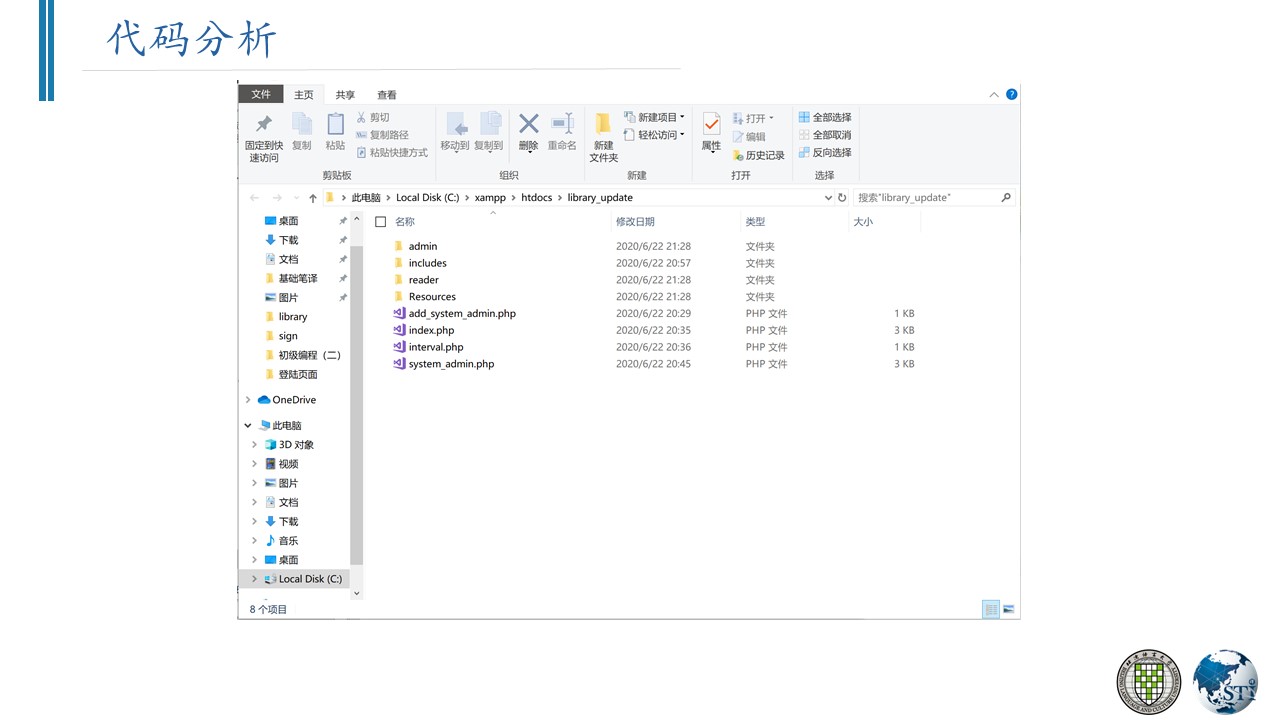 代码分析
文件 主页 共享 查看
固定到快速访问 复制 粘贴 剪切 复制路径 粘贴快捷方式 移动到 复制到 删除 重命名 新建文件夹 新建项目 轻松访问 属性 打开 编辑 历史记录 全部选择 全部取消 反向选择
剪贴板 组织 新建 打开 选择
此电脑 > Local Disk (C:) > xampp > htdocs > library_update 搜索"library_update"
名称 修改日期 类型 大小
admin 2020/6/22 21:28 文件夹
includes 2020/6/22 20:57 文件夹
reader 2020/6/22 21:28 文件夹
Resources 2020/6/22 21:28 文件夹
add_system_admin.php 2020/6/22 20:29 PHP 文件 1 KB
index.php 2020/6/22 20:35 PHP 文件 3 KB
interval.php 2020/6/22 20:36 PHP 文件 1 KB
system_admin.php 2020/6/22 20:45 PHP 文件 3 KB
桌面
下载
文档
基础笔译
图片
library
sign
初级编程（二）
登陆页面
OneDrive
此电脑
3D 对象
视频
图片
文档
下载
音乐
桌面
Local Disk (C:)
8 个项目
STI